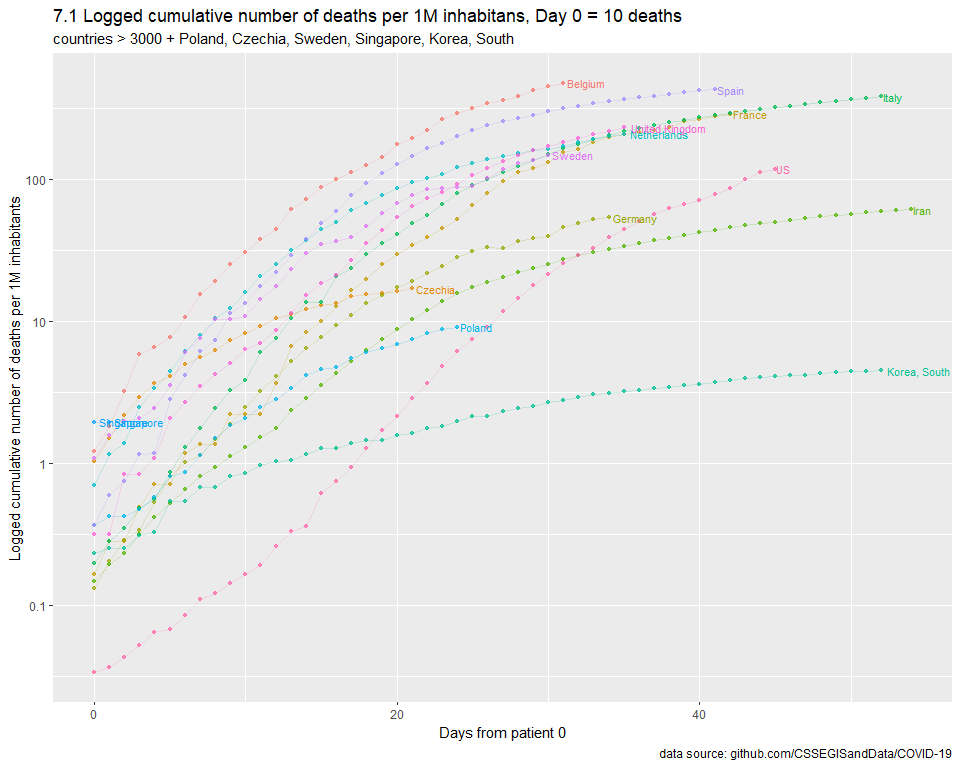 7.1 Logged cumulative number of deaths per 1M inhabitans, Day 0 = 10 deaths
countries > 3000 + Poland, Czechia, Sweden, Singapore, Korea, South
Logged cumulative number of deaths per 1M inhabitants
100
10
1
0.1
Belgium
Spain
Italy
France
United Kingdom
Netherlands
Sweden
US
Iran
Germany
Czechia
Poland
Korea, South
Singapore
Singapore
0
20
40
Days from patient 0
data source: github.com/CSSEGISandData/COVID-19